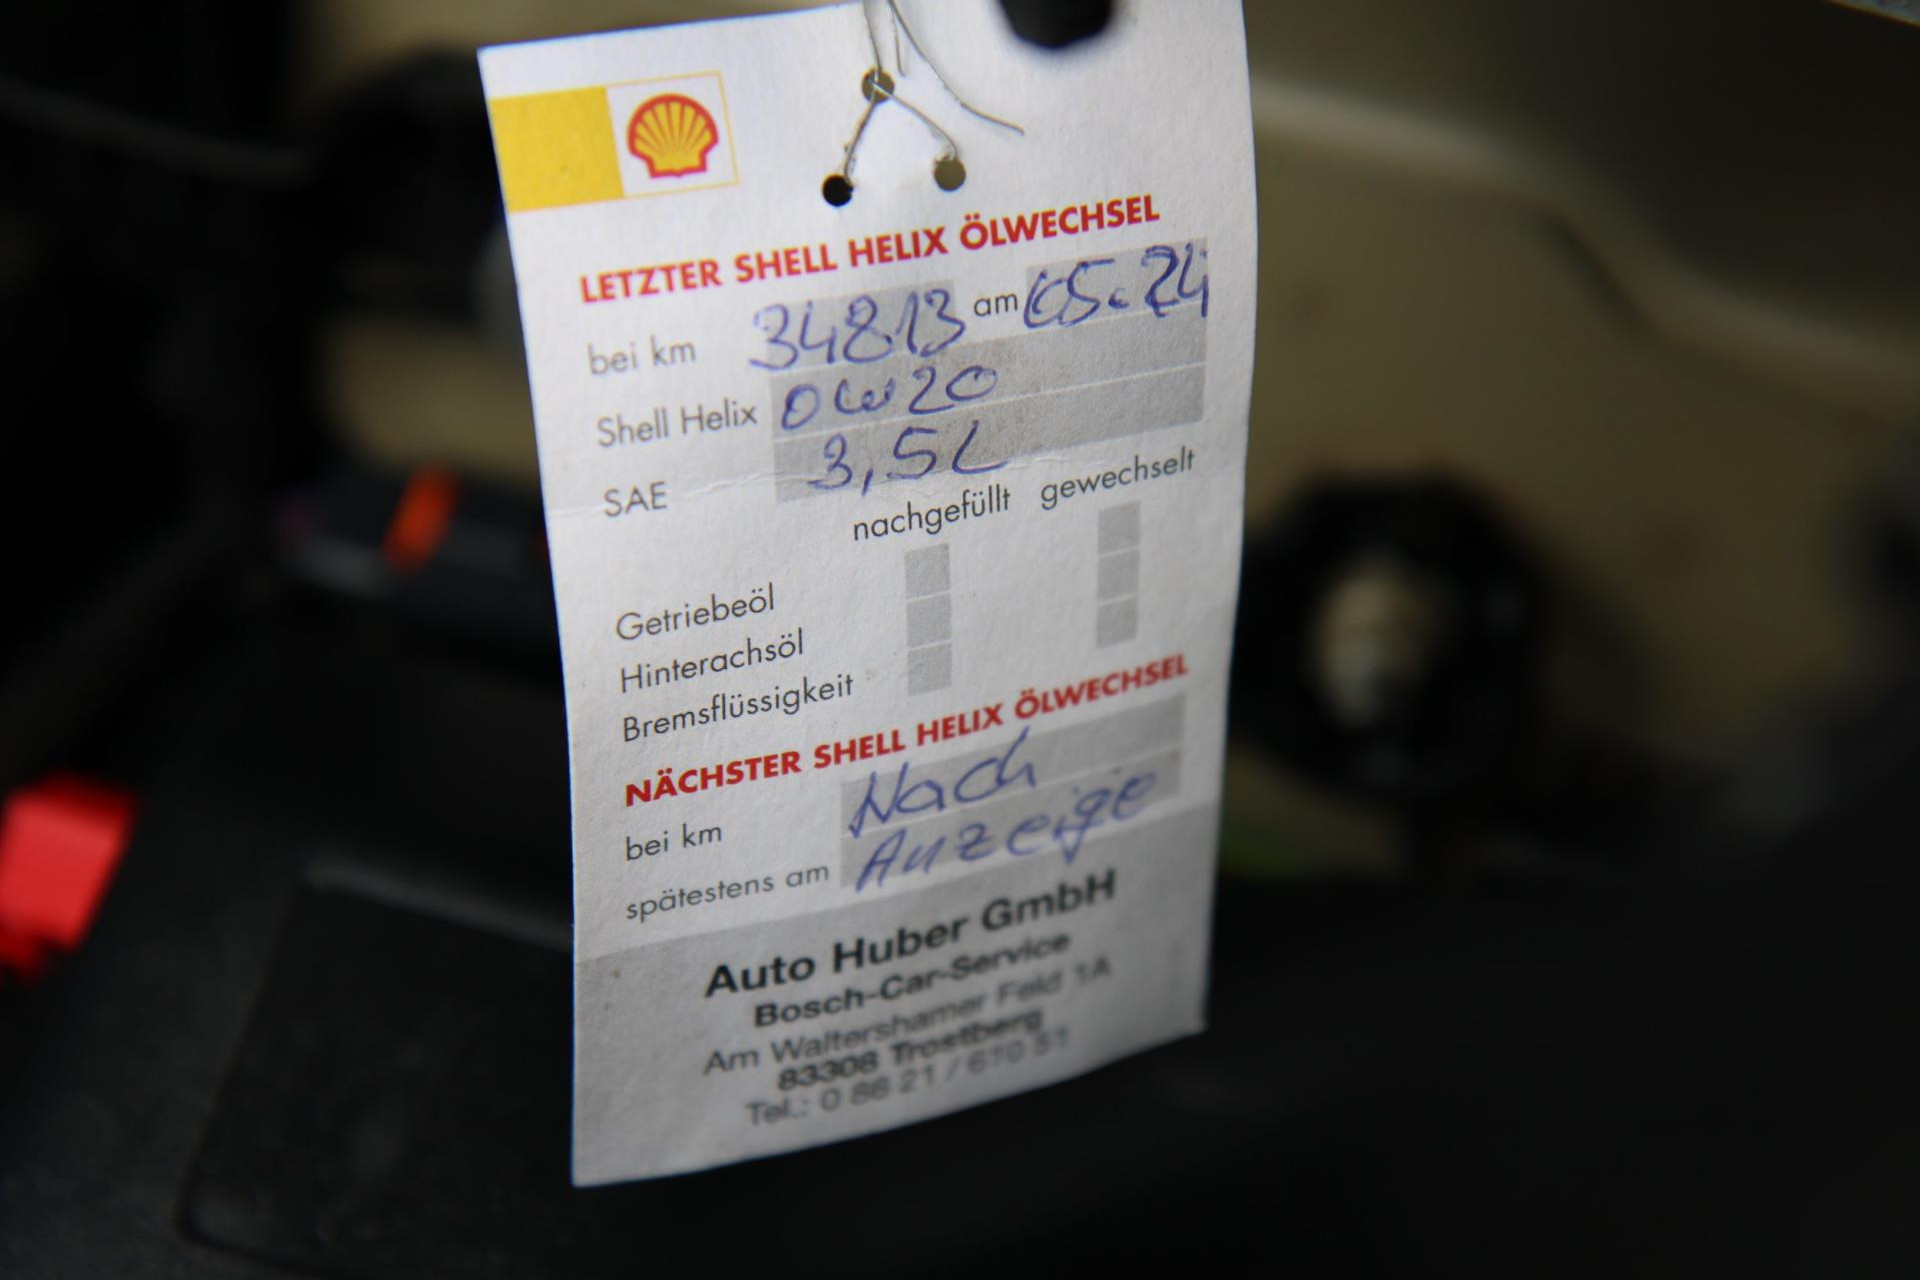 LETZTER SHELL HELIX ÖLWECHSEL
bei km 34813 am 05.24
Shell Helix 0W20
SAE 3,5L
nachgefüllt gewechselt
Getriebeöl
Hinterachsöl
Bremsflüssigkeit
NÄCHSTER SHELL HELIX ÖLWECHSEL
bei km Nach
spätestens am Anzeige
Auto Huber GmbH
Bosch-Car-Service
Am Waltershamer Feld 1A
83308 Trostberg
Tel.: 0 86 21 / 610 51